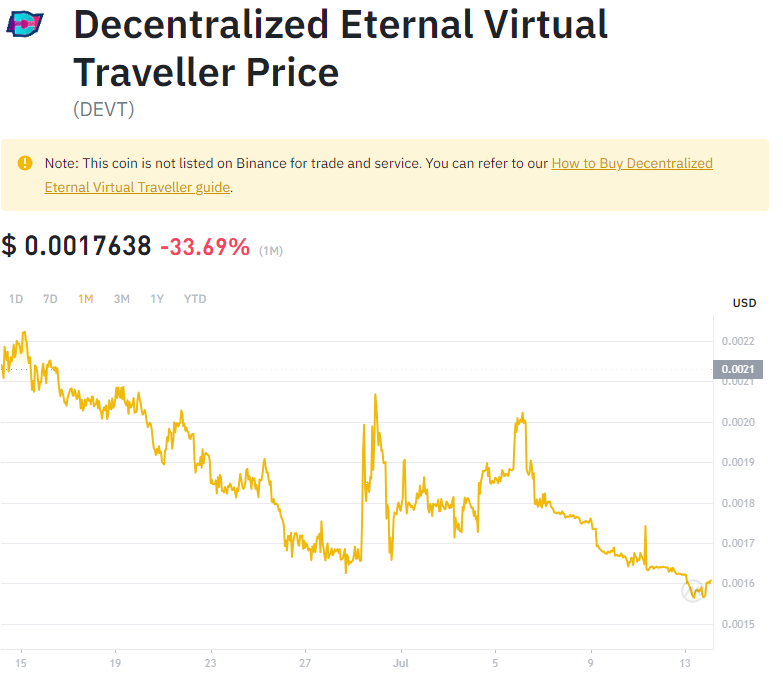 Decentralized Eternal Virtual
Traveller Price
(DEVT)
Note: This coin is not listed on Binance for trade and service. You can refer to our How to Buy Decentralized
Eternal Virtual Traveller guide.
$ 0.0017638 -33.69% (1M)
1D 7D 1M 3M 1Y YTD
USD
0.0022
0.0021
0.0021
0.0020
0.0019
0.0018
0.0017
0.0016
0.0015
15 19 23 27 Jul 5 9 13